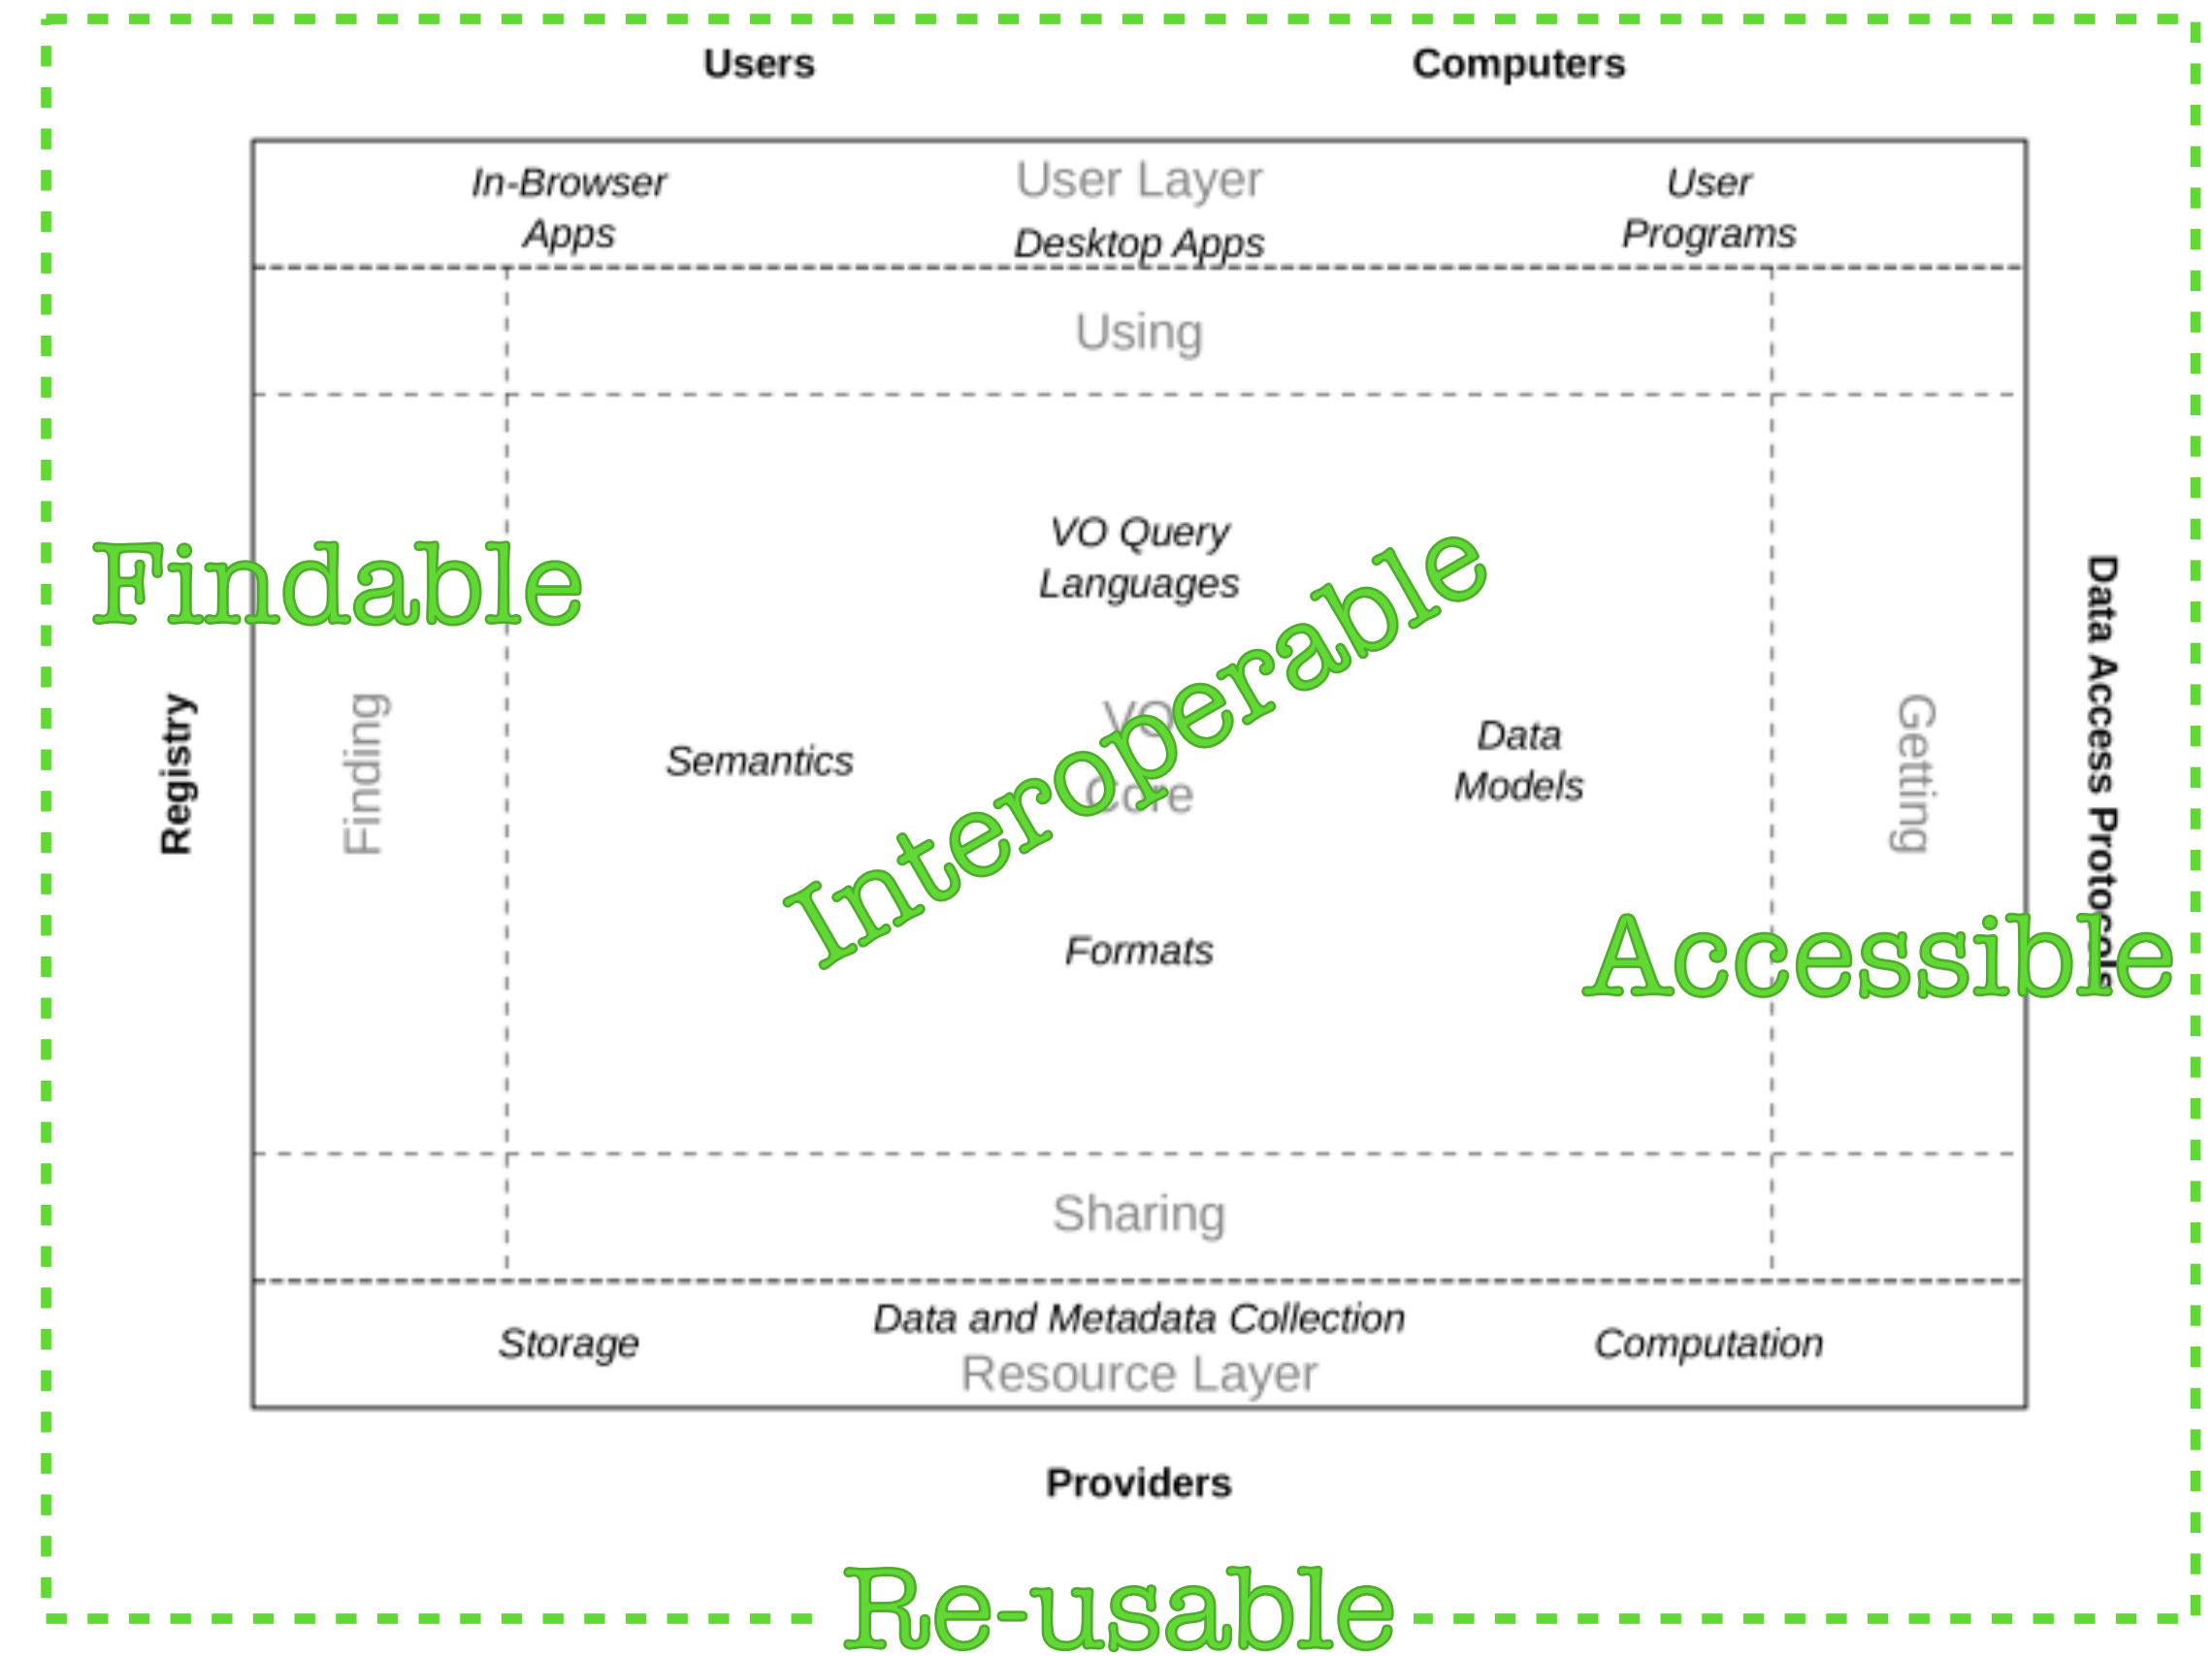 Users
Computers
In-Browser
Apps
User Layer
Desktop Apps
User
Programs
Using
Findable
VO Query
Languages
Interoperable
Registry
Finding
Semantics
VO
Core
Data
Models
Getting
Data Access Protocols
Formats
Accessible
Sharing
Storage
Data and Metadata Collection
Resource Layer
Computation
Providers
Re-usable